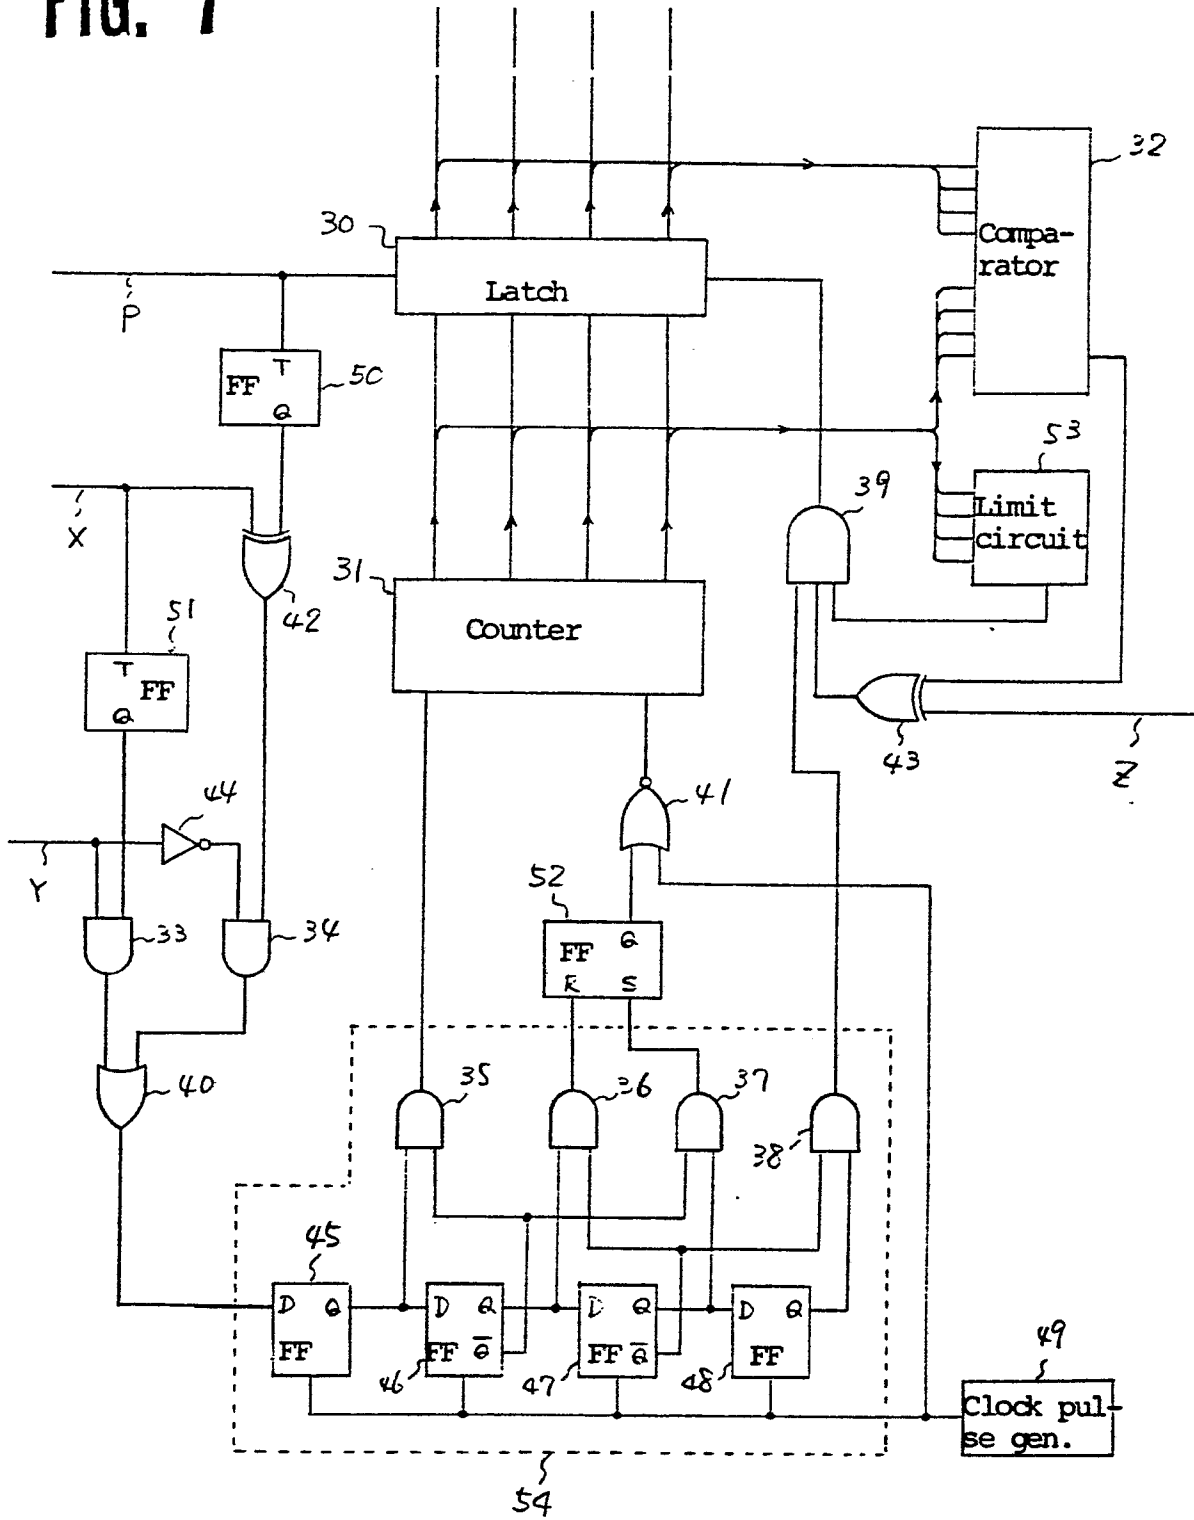 FIG. 7
32
30
Compa-
rator
Latch
P
T
FF
Q
50
53
39
X
Limit
circuit
31
42
51
Counter
T
FF
Q
43
Z
44
41
Y
52
33
34
FF Q
R S
35
36
37
40
38
45
D Q
D Q
D Q
D Q
49
FF
FF Q
FF Q
FF
46
47
48
Clock pul-
se gen.
54